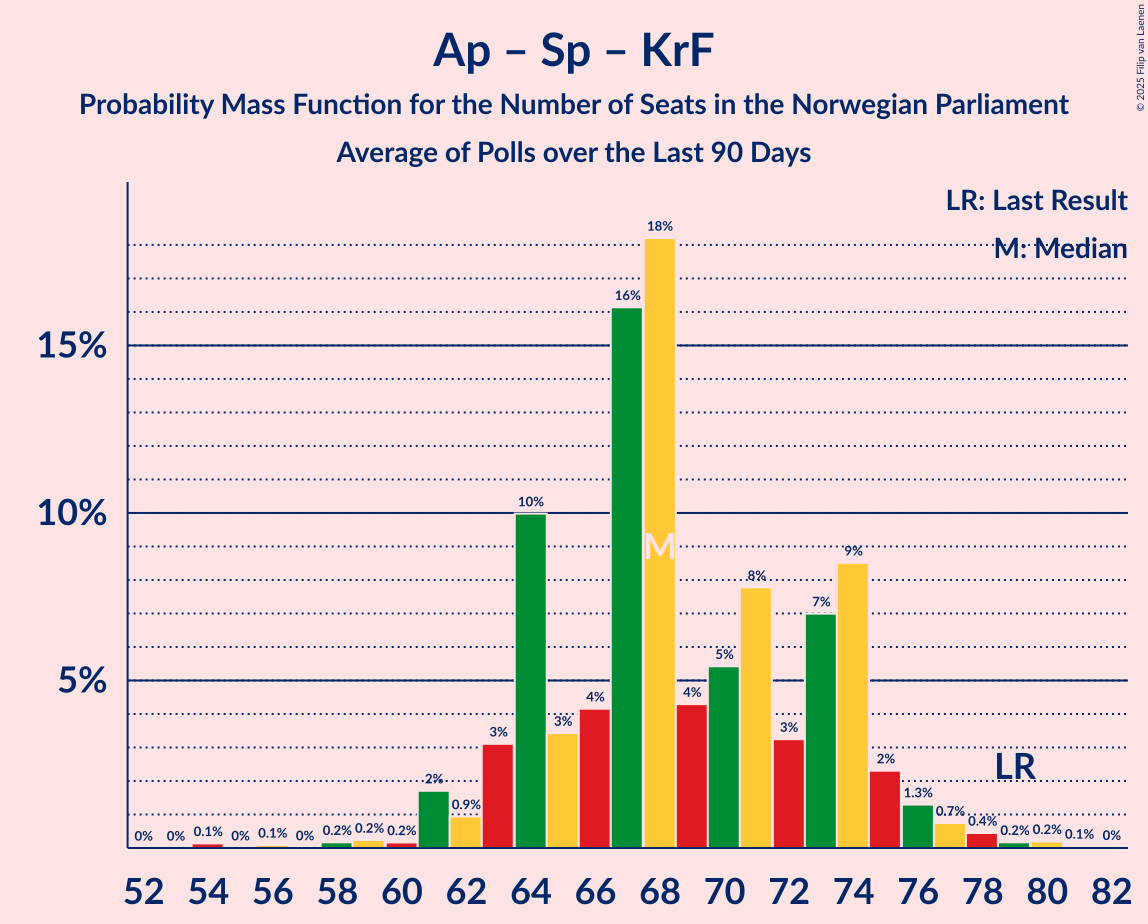 Ap – Sp – KrF
Probability Mass Function for the Number of Seats in the Norwegian Parliament
Average of Polls over the Last 90 Days
© 2025 Filip van Laenen
LR: Last Result
M: Median
15%
10%
5%
0% 0% 0.1% 0% 0.1% 0% 0.2% 0.2% 0.2% 2% 0.9% 3% 10% 3% 4% 16% 18% 4% 5% 8% 3% 7% 9% 2% 1.3% 0.7% 0.4% 0.2% 0.2% 0.1% 0%
M
LR
52 54 56 58 60 62 64 66 68 70 72 74 76 78 80 82